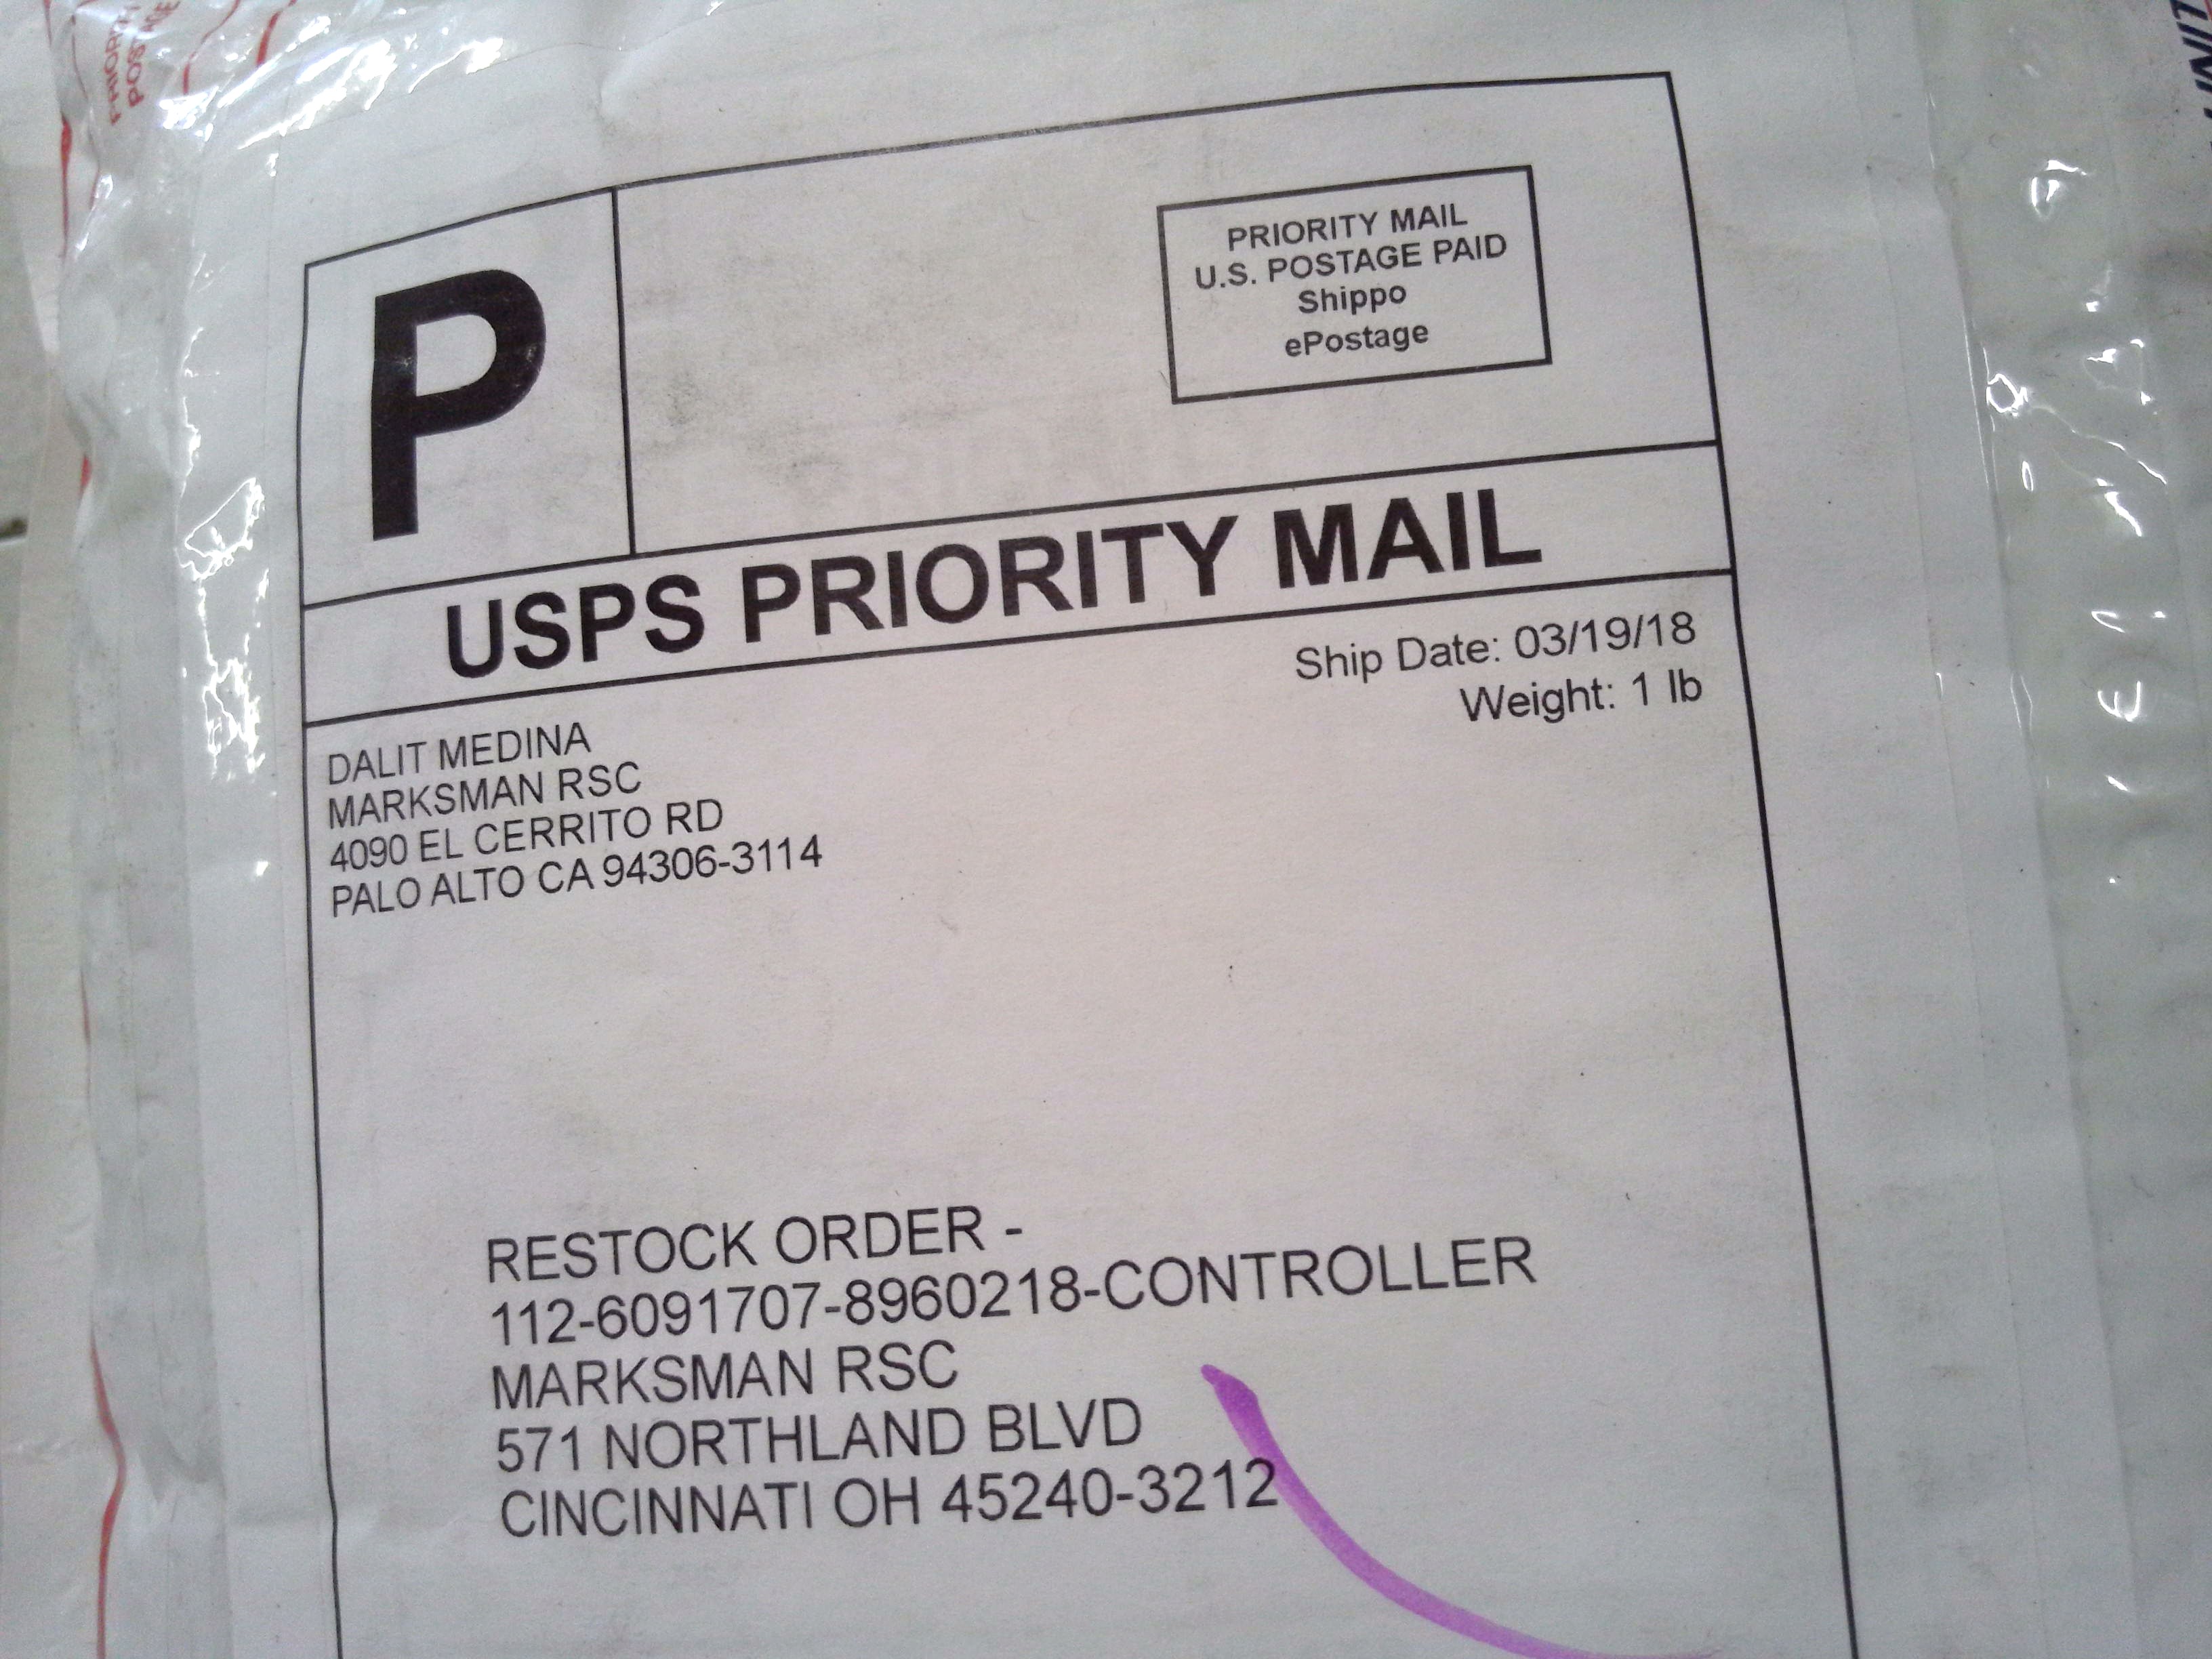 P
PRIORITY MAIL
U.S. POSTAGE PAID
Shippo
ePostage
USPS PRIORITY MAIL
Ship Date: 03/19/18
Weight: 1 lb
DALIT MEDINA
MARKSMAN RSC
4090 EL CERRITO RD
PALO ALTO CA 94306-3114
RESTOCK ORDER -
112-6091707-8960218-CONTROLLER
MARKSMAN RSC
571 NORTHLAND BLVD
CINCINNATI OH 45240-3212